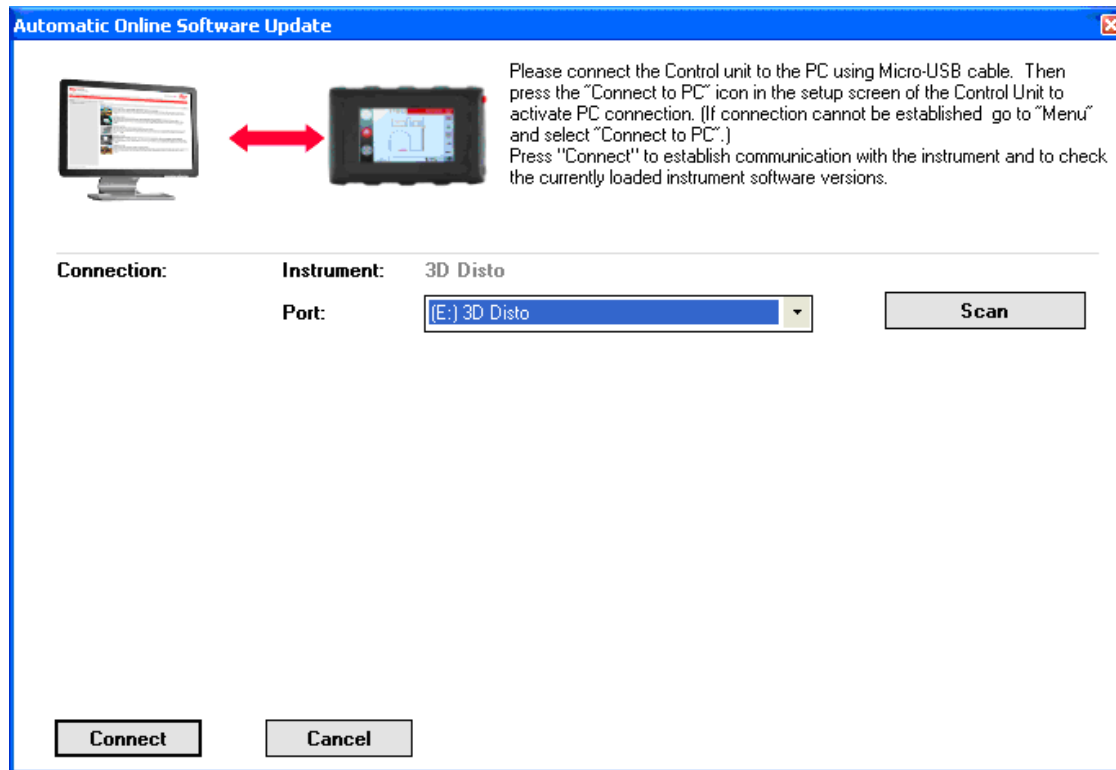 Automatic Online Software Update
Please connect the Control unit to the PC using Micro-USB cable.  Then
press the "Connect to PC" icon in the setup screen of the Control Unit to
activate PC connection. (If connection cannot be established  go to "Menu"
and select "Connect to PC".)
Press "Connect" to establish communication with the instrument and to check
the currently loaded instrument software versions.
Connection: Instrument: 3D Disto
Port: (E:) 3D Disto Scan
Connect Cancel